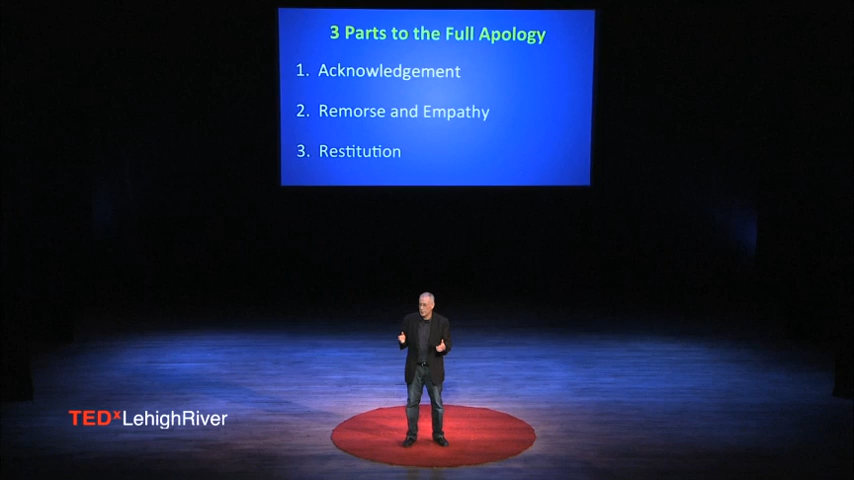 3 Parts to the Full Apology
1. Acknowledgement
2. Remorse and Empathy
3. Restitution
TEDxLehighRiver